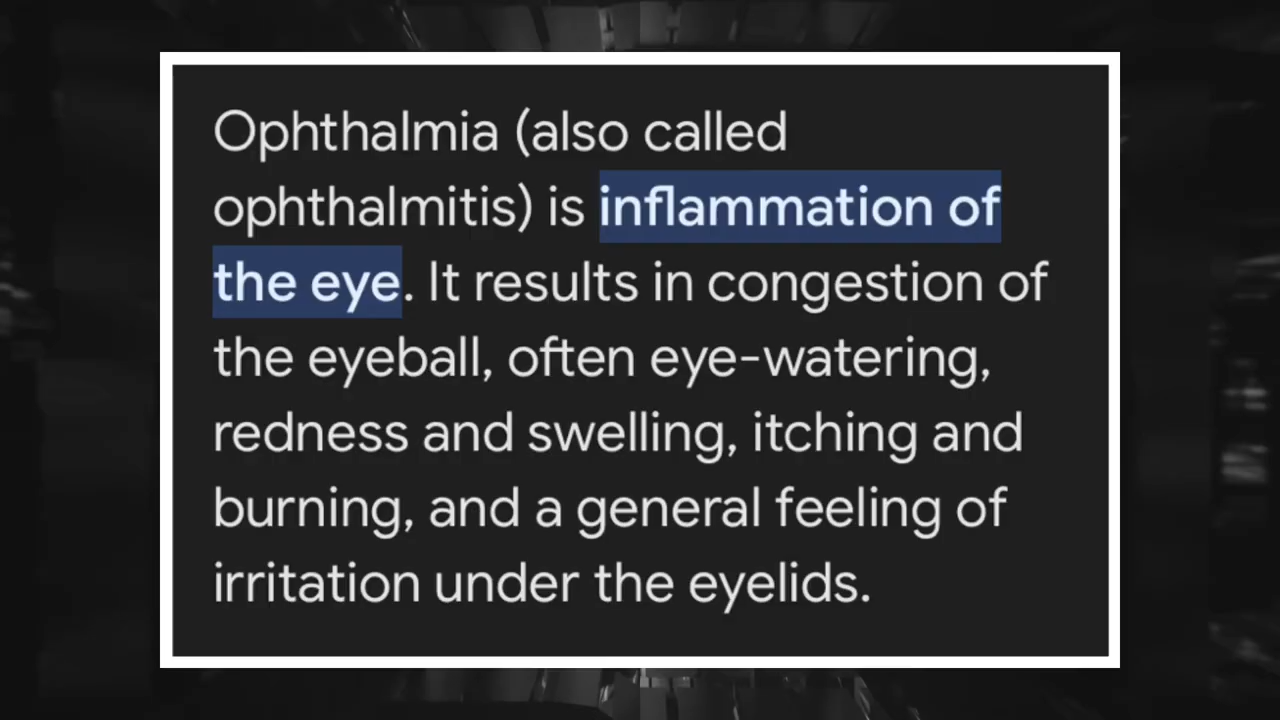 Ophthalmia (also called
ophthalmitis) is inflammation of
the eye. It results in congestion of
the eyeball, often eye-watering,
redness and swelling, itching and
burning, and a general feeling of
irritation under the eyelids.